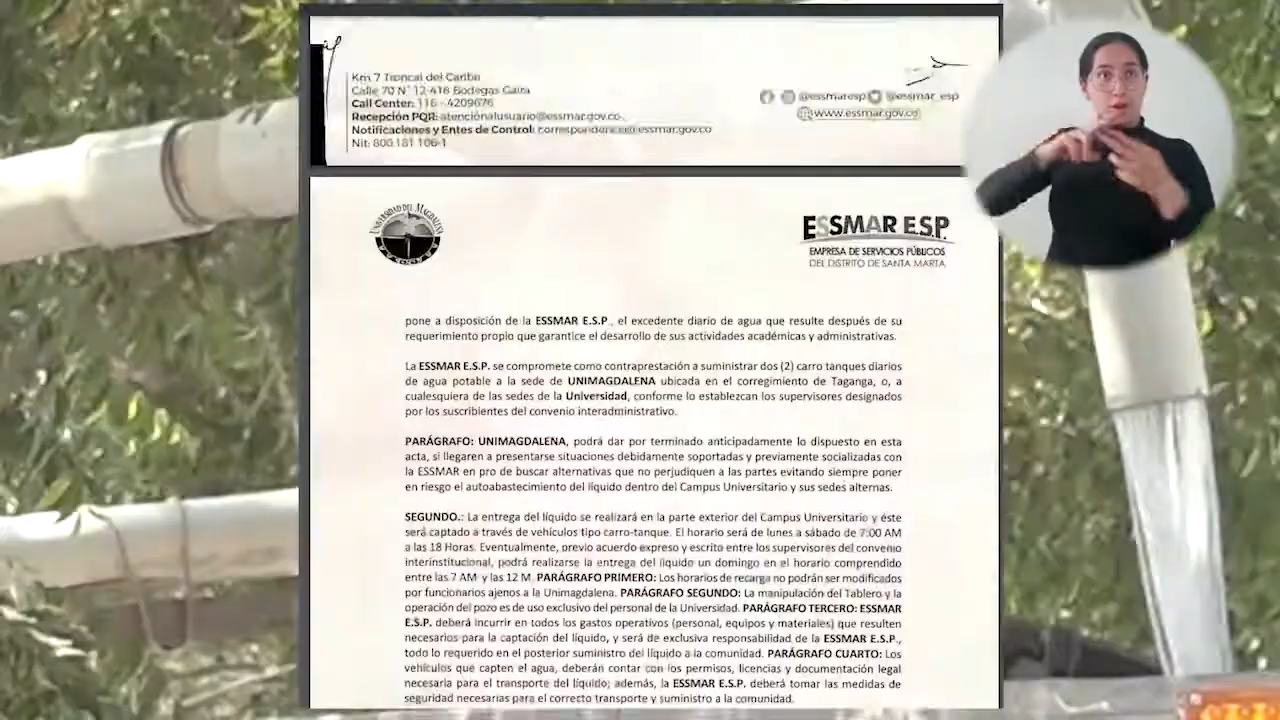 Km 7 Troncal del Caribe
Calle 70 N° 12-416 Bodegas Gaira
Call Center: 116 - 4209676
Recepción PQR: atenciónalusuario@essmar.gov.co
Notificaciones y Entes de Control: correspondencia@essmar.gov.co
Nit: 800.181.106-1
@essmaresp @essmar_esp
www.essmar.gov.co
UNIVERSIDAD DEL MAGDALENA
ESSMAR E.S.P.
EMPRESA DE SERVICIOS PÚBLICOS
DEL DISTRITO DE SANTA MARTA
pone a disposición de la ESSMAR E.S.P., el excedente diario de agua que resulte después de su
requerimiento propio que garantice el desarrollo de sus actividades académicas y administrativas.
La ESSMAR E.S.P. se compromete como contraprestación a suministrar dos (2) carro tanques diarios
de agua potable a la sede de UNIMAGDALENA ubicada en el corregimiento de Taganga, o, a
cualesquiera de las sedes de la Universidad, conforme lo establezcan los supervisores designados
por los suscribientes del convenio interadministrativo.
PARÁGRAFO: UNIMAGDALENA, podrá dar por terminado anticipadamente lo dispuesto en esta
acta, si llegaren a presentarse situaciones debidamente soportadas y previamente socializadas con
la ESSMAR en pro de buscar alternativas que no perjudiquen a las partes evitando siempre poner
en riesgo el autoabastecimiento del líquido dentro del Campus Universitario y sus sedes alternas.
SEGUNDO.: La entrega del líquido se realizará en la parte exterior del Campus Universitario y éste
será captado a través de vehículos tipo carro-tanque. El horario será de lunes a sábado de 7:00 AM
a las 18 Horas. Eventualmente, previo acuerdo expreso y escrito entre los supervisores del convenio
interinstitucional, podrá realizarse la entrega del líquido un domingo en el horario comprendido
entre las 7 AM y las 12 M. PARÁGRAFO PRIMERO: Los horarios de recarga no podrán ser modificados
por funcionarios ajenos a la Unimagdalena. PARÁGRAFO SEGUNDO: La manipulación del Tablero y la
operación del pozo es de uso exclusivo del personal de la Universidad. PARÁGRAFO TERCERO: ESSMAR
E.S.P. deberá incurrir en todos los gastos operativos (personal, equipos y materiales) que resulten
necesarios para la captación del líquido, y será de exclusiva responsabilidad de la ESSMAR E.S.P.,
todo lo requerido en el posterior suministro del líquido a la comunidad. PARÁGRAFO CUARTO: Los
vehículos que capten el agua, deberán contar con los permisos, licencias y documentación legal
necesaria para el transporte del líquido; además, la ESSMAR E.S.P. deberá tomar las medidas de
seguridad necesarias para el correcto transporte y suministro a la comunidad.